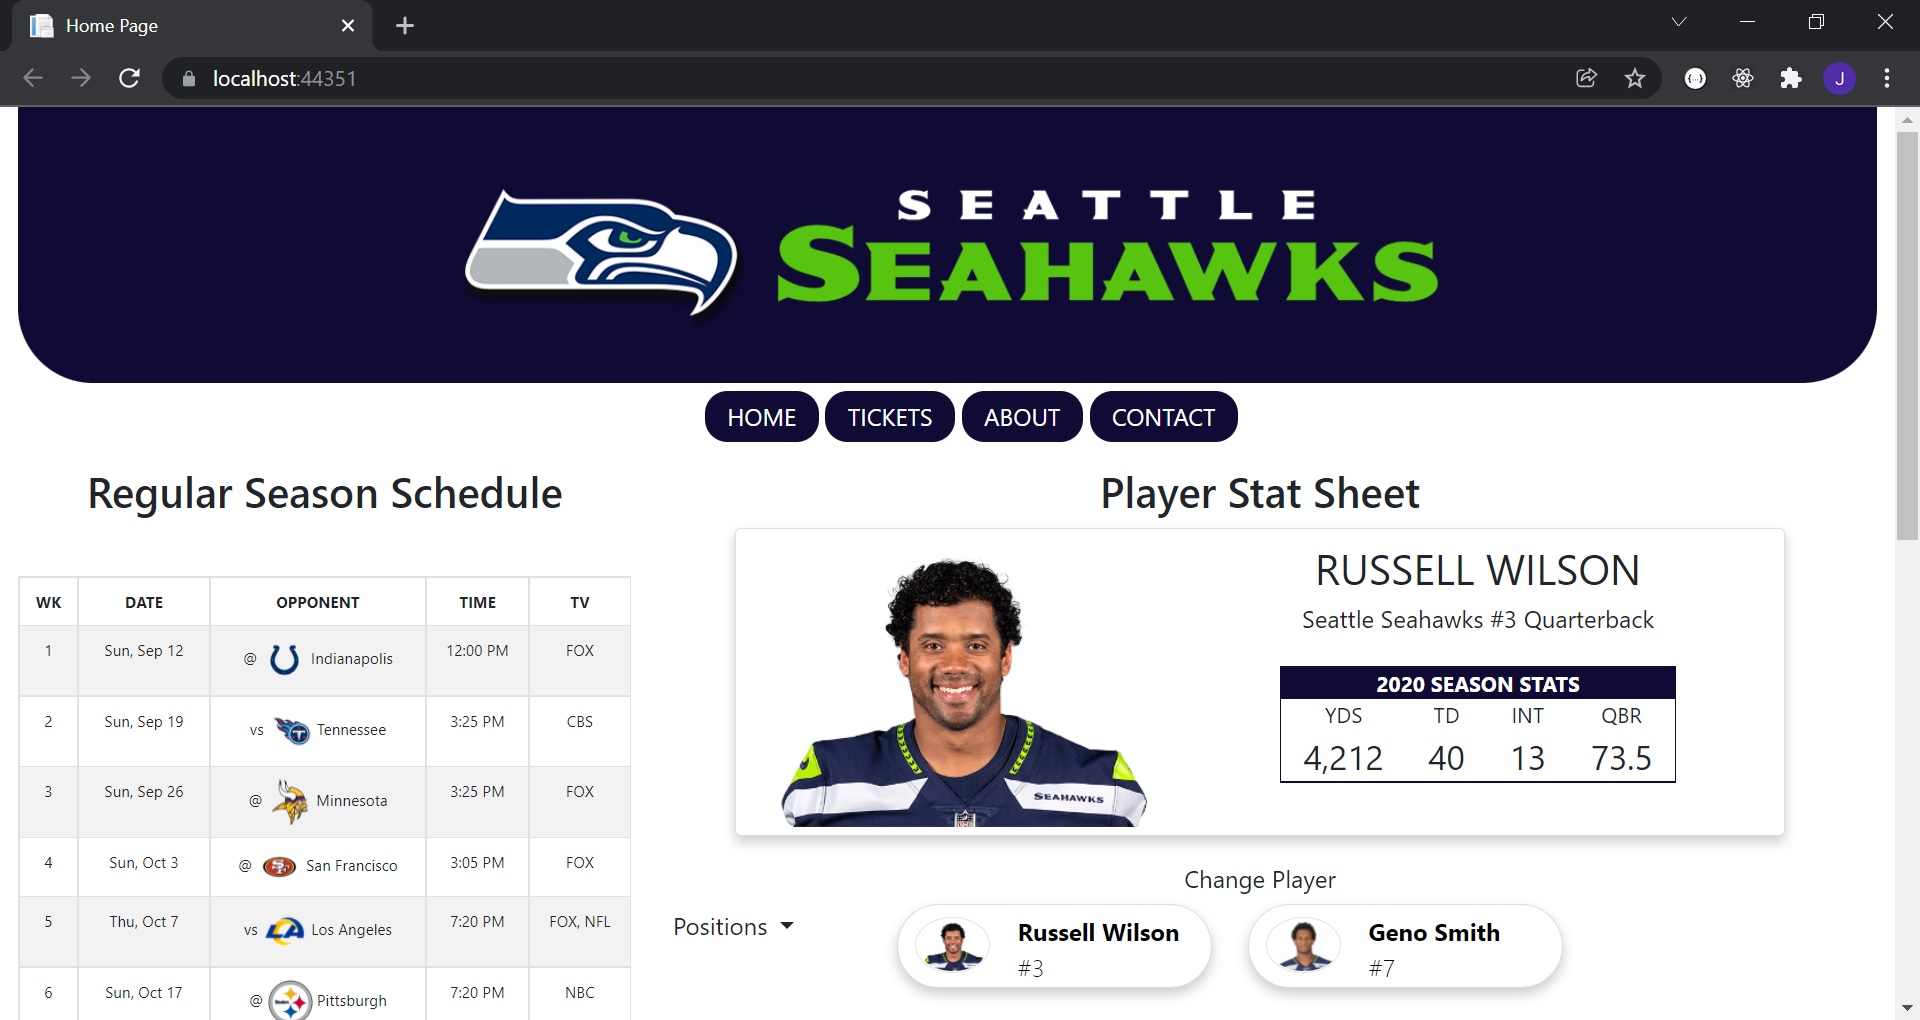 Home Page
localhost:44351
J
SEATTLE
SEAHAWKS
HOME TICKETS ABOUT CONTACT
Regular Season Schedule
WK DATE OPPONENT TIME TV
1 Sun, Sep 12 @ Indianapolis 12:00 PM FOX
2 Sun, Sep 19 vs Tennessee 3:25 PM CBS
3 Sun, Sep 26 @ Minnesota 3:25 PM FOX
4 Sun, Oct 3 @ San Francisco 3:05 PM FOX
5 Thu, Oct 7 vs Los Angeles 7:20 PM FOX, NFL
6 Sun, Oct 17 @ Pittsburgh 7:20 PM NBC
Player Stat Sheet
SEAHAWKS
RUSSELL WILSON
Seattle Seahawks #3 Quarterback
2020 SEASON STATS
YDS TD INT QBR
4,212 40 13 73.5
Change Player
Positions
Russell Wilson
#3
Geno Smith
#7